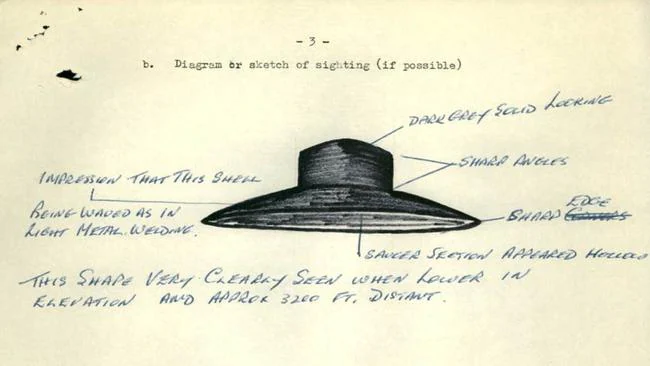 - 3 -
b. Diagram or sketch of sighting (if possible)
DARK GREY SOLID LOOKING
SHARP ANGLES
IMPRESSION THAT THIS SHELL
BEING WAVED AS IN
LIGHT METAL WELDING.
SHARP EDGE
SAUCER SECTION APPEARED HOLLOW
THIS SHAPE VERY CLEARLY SEEN WHEN LOWER IN
ELEVATION AND APPROX 3200 FT. DISTANT.